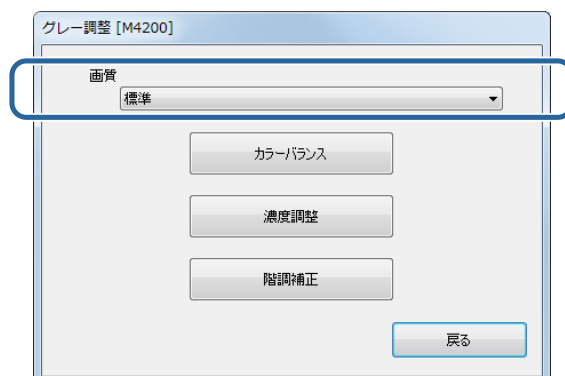 グレー調整 [M4200]
画質
標準
カラーバランス
濃度調整
階調補正
戻る